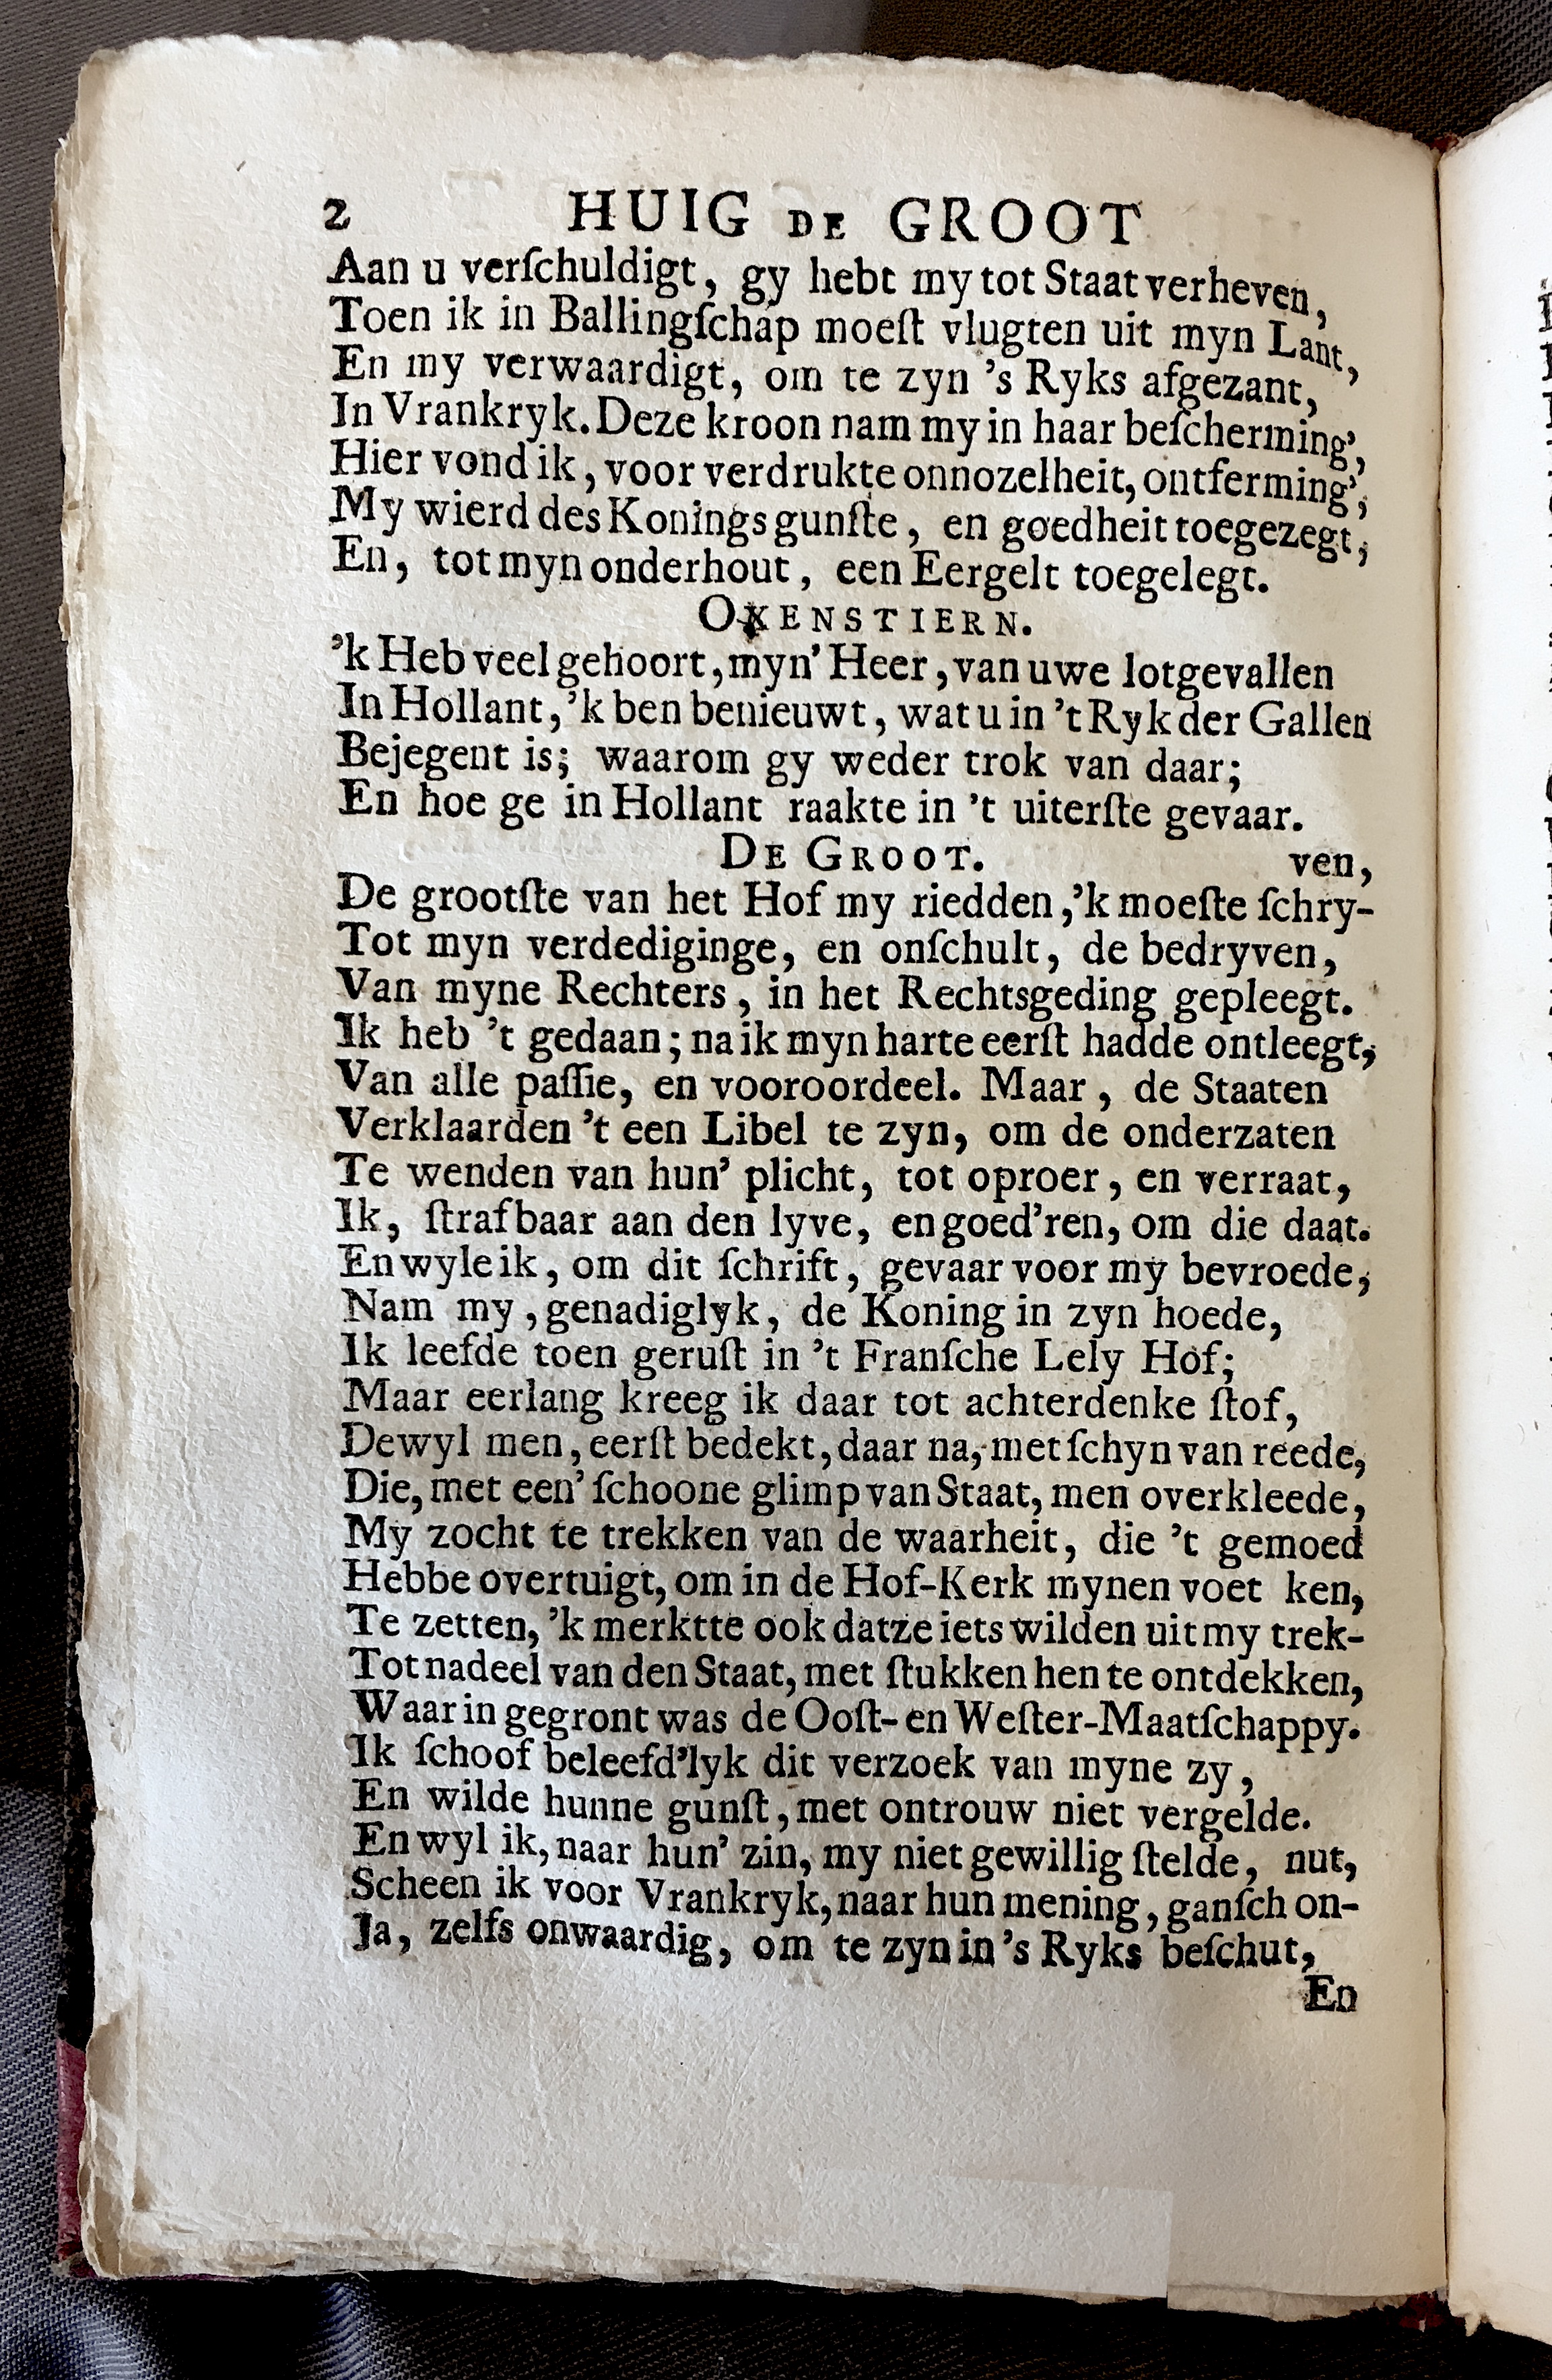 2 HUIG DE GROOT
Aan u verſchuldigt, gy hebt my tot Staat verheven,
Toen ik in Ballingſchap moeſt vlugten uit myn Lant,
En my verwaardigt, om te zyn 's Ryks afgezant,
In Vrankryk. Deze kroon nam my in haar beſcherming',
Hier vond ik, voor verdrukte onnozelheit, ontferming',
My wierd des Konings gunſte, en goedheit toegezegt,
En, tot myn onderhout, een Eergelt toegelegt.
OXENSTIERN.
'k Heb veel gehoort, myn' Heer, van uwe lotgevallen
In Hollant, 'k ben benieuwt, wat u in 't Ryk der Gallen
Bejegent is; waarom gy weder trok van daar;
En hoe ge in Hollant raakte in 't uiterſte gevaar.
DE GROOT. ven,
De grootſte van het Hof my riedden, 'k moeſte ſchry-
Tot myn verdediginge, en onſchult, de bedryven,
Van myne Rechters, in het Rechtsgeding gepleegt.
Ik heb 't gedaan; na ik myn harte eerſt hadde ontleegt,
Van alle paſſie, en vooroordeel. Maar, de Staaten
Verklaarden 't een Libel te zyn, om de onderzaten
Te wenden van hun' plicht, tot oproer, en verraat,
Ik, ſtrafbaar aan den lyve, en goed'ren, om die daat.
En wyle ik, om dit ſchrift, gevaar voor my bevroede,
Nam my, genadiglyk, de Koning in zyn hoede,
Ik leefde toen geruſt in 't Franſche Lely Hof;
Maar eerlang kreeg ik daar tot achterdenke ſtof,
Dewyl men, eerſt bedekt, daar na, met ſchyn van reede,
Die, met een' ſchoone glimp van Staat, men overkleede,
My zocht te trekken van de waarheit, die 't gemoed
Hebbe overtuigt, om in de Hof-Kerk mynen voet ken,
Te zetten, 'k merktte ook datze iets wilden uit my trek-
Tot nadeel van den Staat, met ſtukken hen te ontdekken,
Waar in gegront was de Ooſt- en Weſter-Maatſchappy.
Ik ſchoof beleefd'lyk dit verzoek van myne zy,
En wilde hunne gunſt, met ontrouw niet vergelde.
En wyl ik, naar hun' zin, my niet gewillig ſtelde, nut,
Scheen ik voor Vrankryk, naar hun mening, ganſch on-
Ja, zelfs onwaardig, om te zyn in 's Ryks beſchut,
En